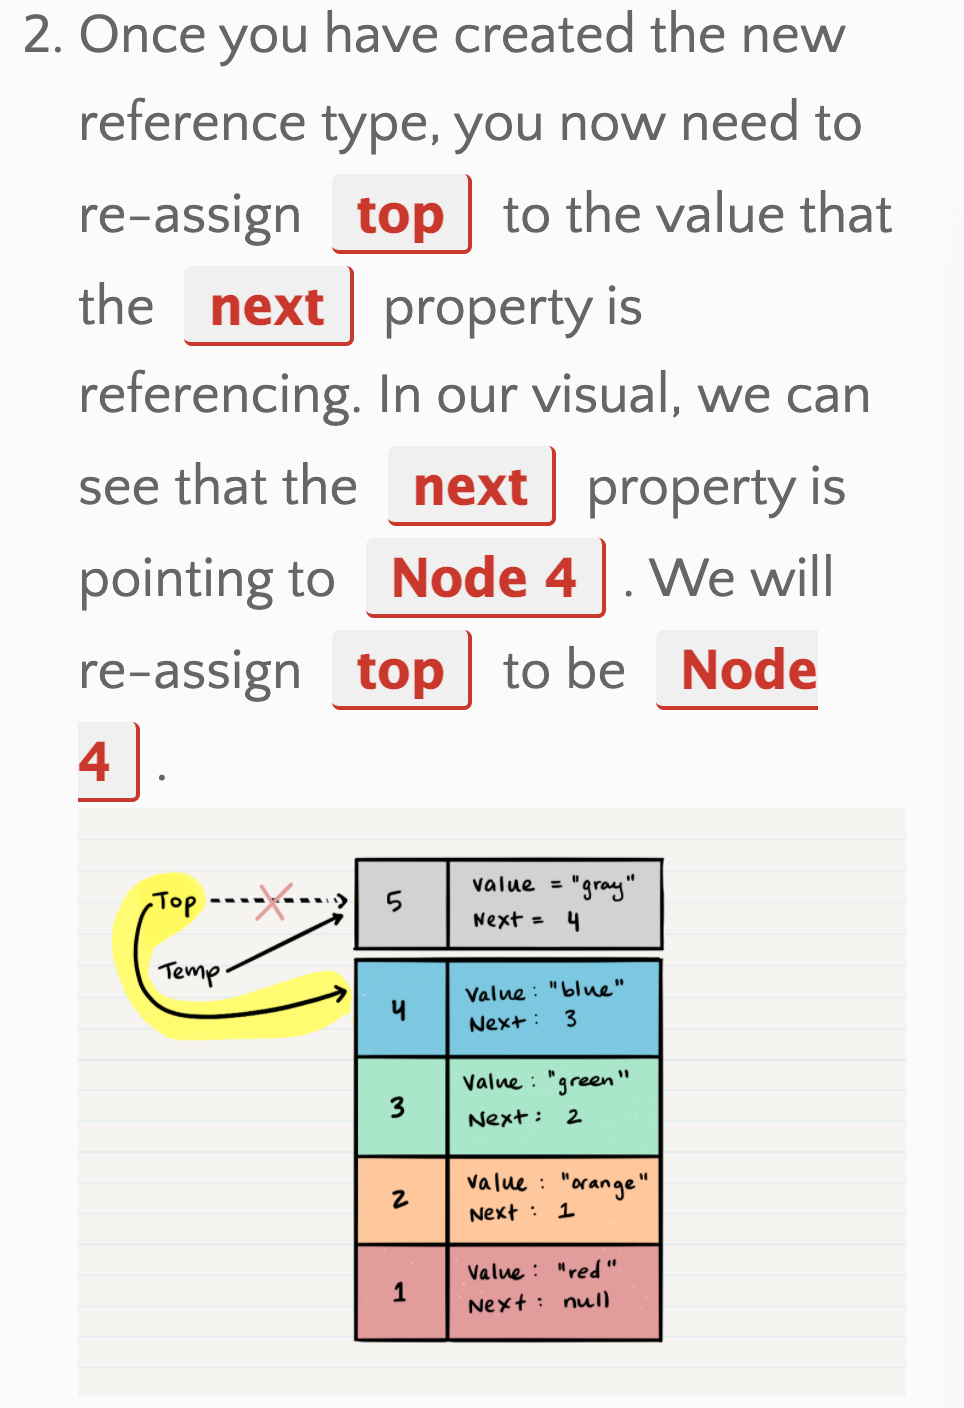 2. Once you have created the new
reference type, you now need to
re-assign top to the value that
the next property is
referencing. In our visual, we can
see that the next property is
pointing to Node 4 . We will
re-assign top to be Node
4 .
Top
Temp
5
value = "gray"
Next = 4
4
Value : "blue"
Next : 3
3
Value : "green"
Next : 2
2
value : "orange"
Next : 1
1
Value : "red"
Next : null